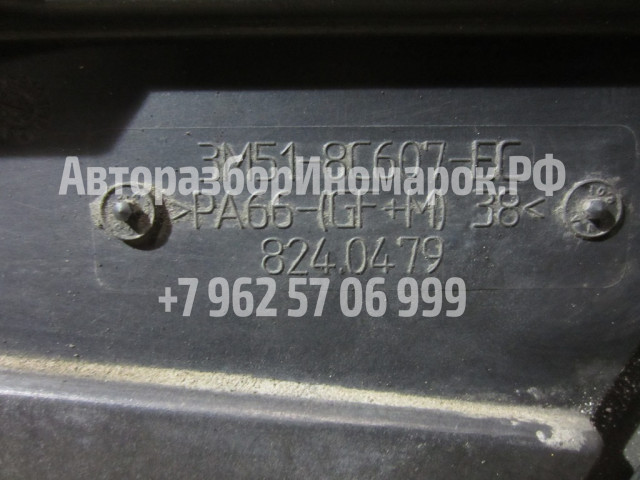 3M51-8C607-EC
АвторазборИноМарок.РФ
>PA66-(GF+M) 38<
824.0479
+7 962 57 06 999